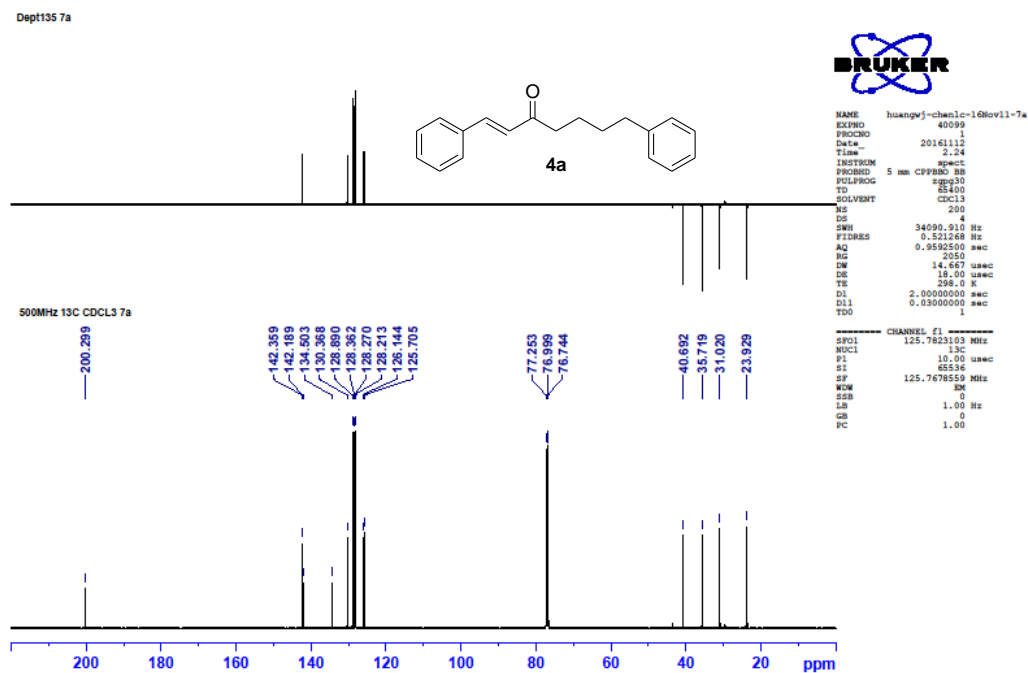 Dept135 7a
O
4a
BRUKER
NAME huangwj-chenlc-16Nov11-7a
EXPNO 40099
PROCNO 1
Date_ 20161112
Time 2.24
INSTRUM spect
PROBHD 5 mm CPPBBO BB
PULPROG zgpg30
TD 65400
SOLVENT CDCl3
NS 200
DS 4
SWH 34090.910 Hz
FIDRES 0.521268 Hz
AQ 0.9592500 sec
RG 2050
DW 14.667 usec
DE 18.00 usec
TE 298.0 K
D1 2.00000000 sec
D11 0.03000000 sec
TD0 1
======== CHANNEL f1 ========
SFO1 125.7823103 MHz
NUC1 13C
P1 10.00 usec
SI 65536
SF 125.7678559 MHz
WDW EM
SSB 0
LB 1.00 Hz
GB 0
PC 1.00
500MHz 13C CDCL3 7a
200.299
142.359
142.189
134.503
130.368
128.890
128.362
128.270
128.213
126.144
125.705
77.253
76.999
76.744
40.692
35.719
31.020
23.929
200 180 160 140 120 100 80 60 40 20 ppm